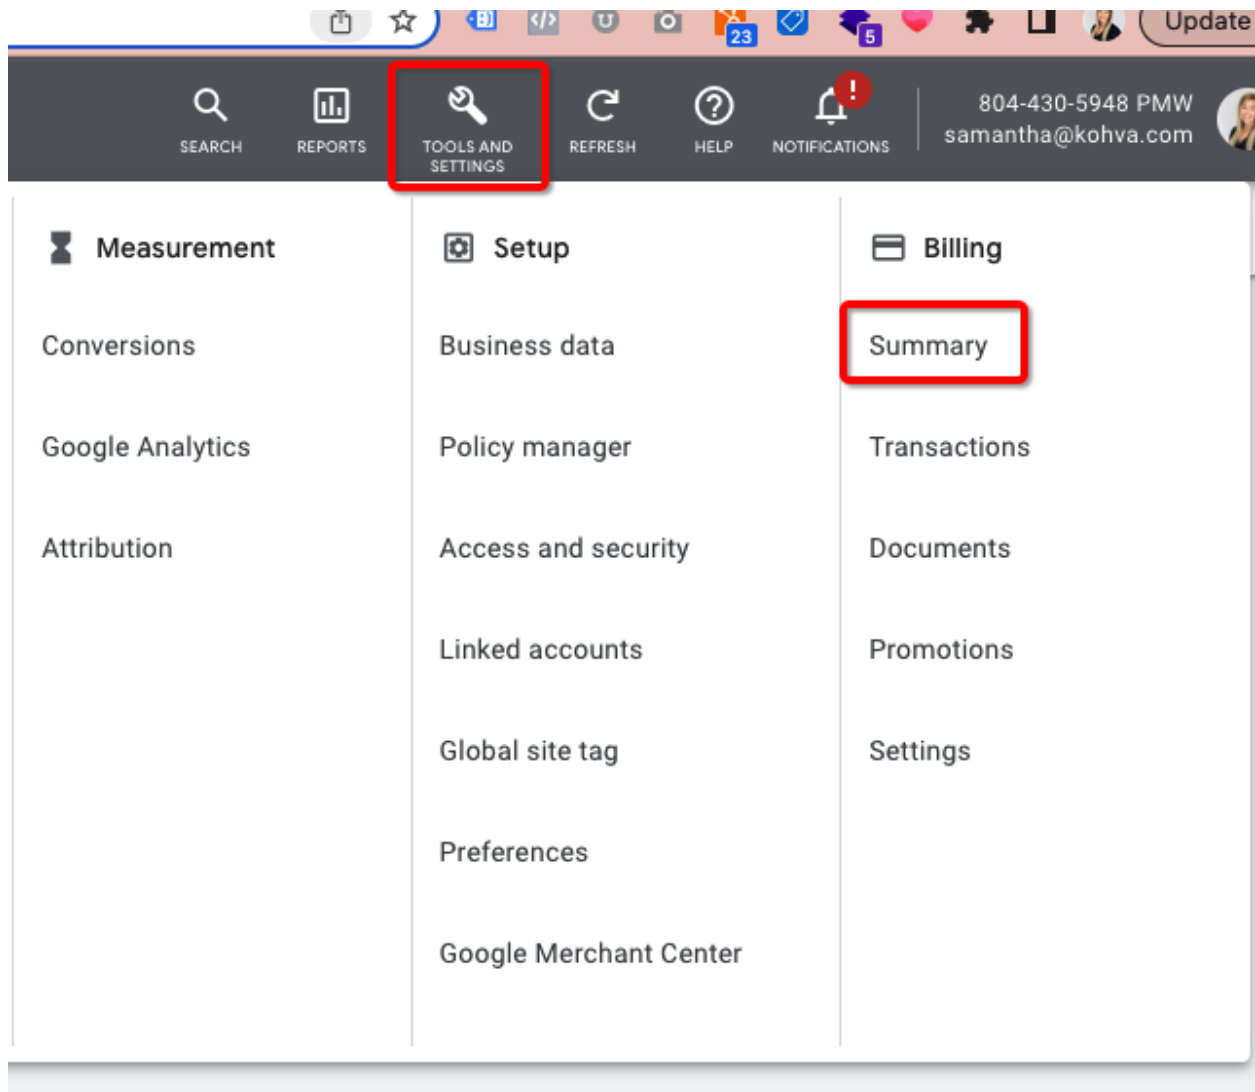 Update
23
5
804-430-5948 PMW
samantha@kohva.com
SEARCH
REPORTS
TOOLS AND
SETTINGS
REFRESH
HELP
NOTIFICATIONS
Measurement
Conversions
Google Analytics
Attribution
Setup
Business data
Policy manager
Access and security
Linked accounts
Global site tag
Preferences
Google Merchant Center
Billing
Summary
Transactions
Documents
Promotions
Settings